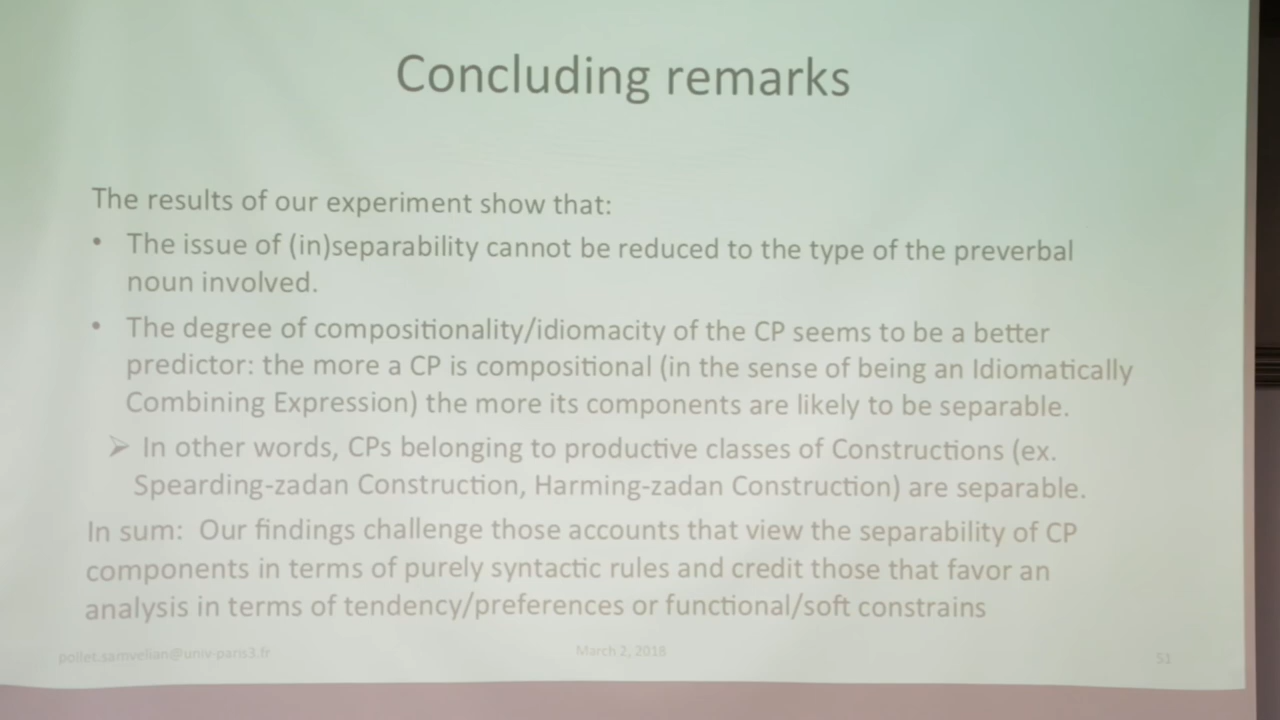 Concluding remarks
The results of our experiment show that:
• The issue of (in)separability cannot be reduced to the type of the preverbal
noun involved.
• The degree of compositionality/idiomacity of the CP seems to be a better
predictor: the more a CP is compositional (in the sense of being an Idiomatically
Combining Expression) the more its components are likely to be separable.
➢ In other words, CPs belonging to productive classes of Constructions (ex.
Spearding-zadan Construction, Harming-zadan Construction) are separable.
In sum: Our findings challenge those accounts that view the separability of CP
components in terms of purely syntactic rules and credit those that favor an
analysis in terms of tendency/preferences or functional/soft constrains
pollet.samvelian@univ-paris3.fr
March 2, 2018
51